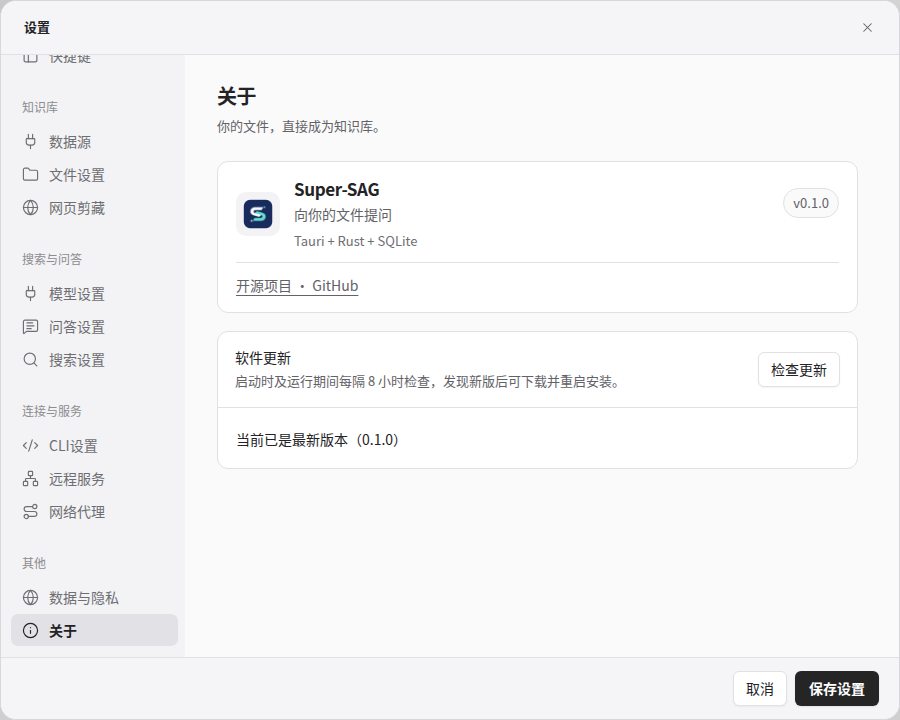 设置
快捷键
知识库
数据源
文件设置
网页剪藏
搜索与问答
模型设置
问答设置
搜索设置
连接与服务
CLI设置
远程服务
网络代理
其他
数据与隐私
关于
关于
你的文件，直接成为知识库。
Super-SAG
向你的文件提问
Tauri + Rust + SQLite
v0.1.0
开源项目 · GitHub
软件更新
启动时及运行期间每隔 8 小时检查，发现新版后可下载并重启安装。
检查更新
当前已是最新版本（0.1.0）
取消
保存设置